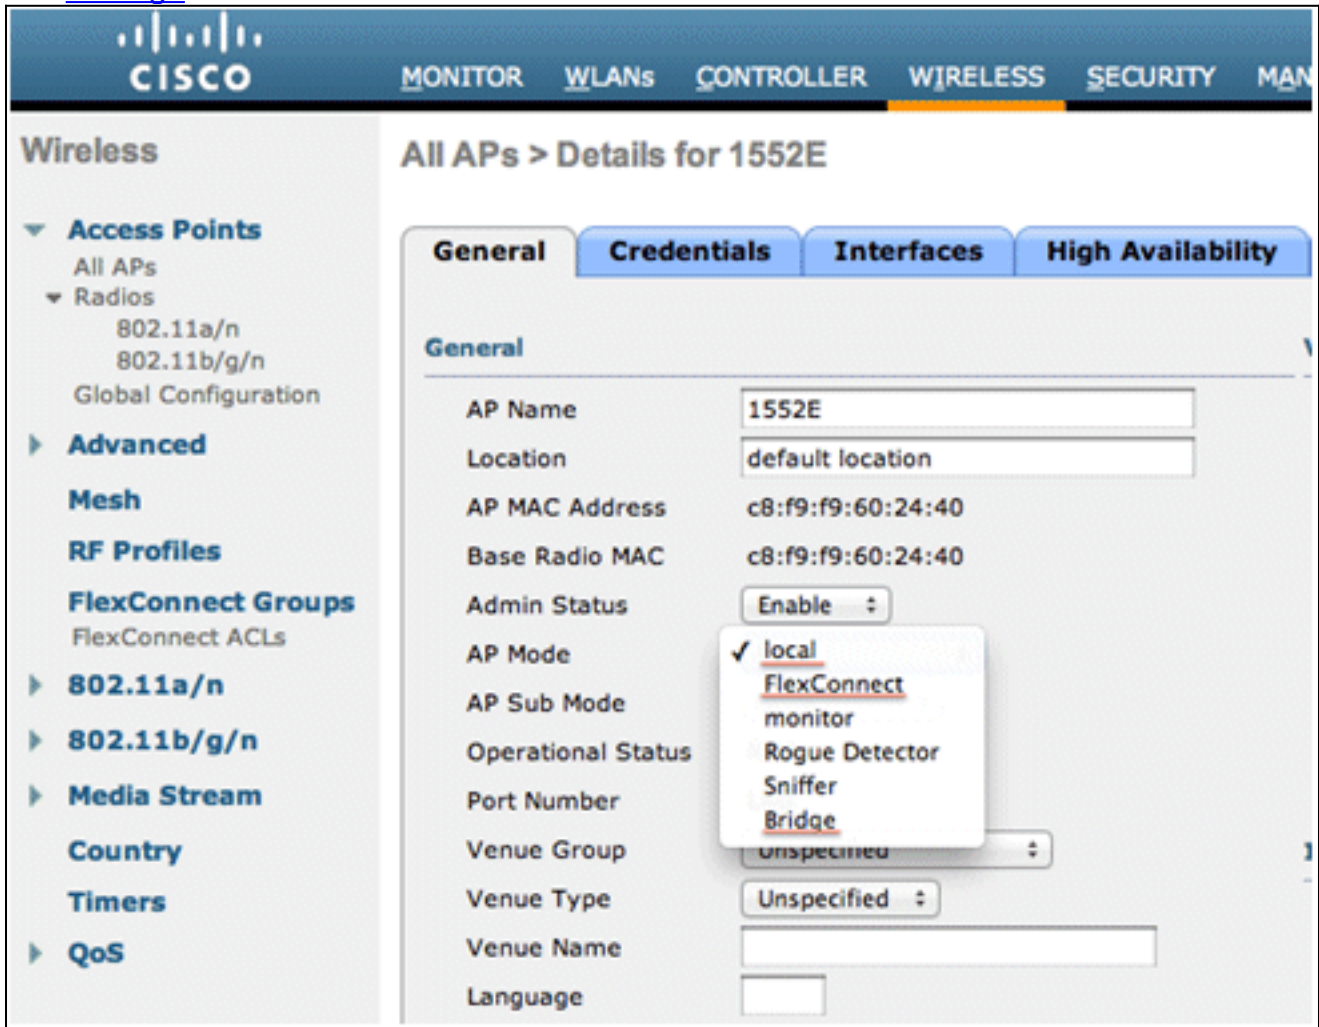 CISCO
MONITOR WLANs CONTROLLER WIRELESS SECURITY MAN
Wireless
Access Points
All APs
Radios
802.11a/n
802.11b/g/n
Global Configuration
Advanced
Mesh
RF Profiles
FlexConnect Groups
FlexConnect ACLs
802.11a/n
802.11b/g/n
Media Stream
Country
Timers
QoS
All APs > Details for 1552E
General Credentials Interfaces High Availability
General
AP Name 1552E
Location default location
AP MAC Address c8:f9:f9:60:24:40
Base Radio MAC c8:f9:f9:60:24:40
Admin Status Enable
AP Mode local
FlexConnect
AP Sub Mode monitor
Operational Status Rogue Detector
Sniffer
Port Number Bridge
Venue Group Unspecified
Venue Type Unspecified
Venue Name
Language